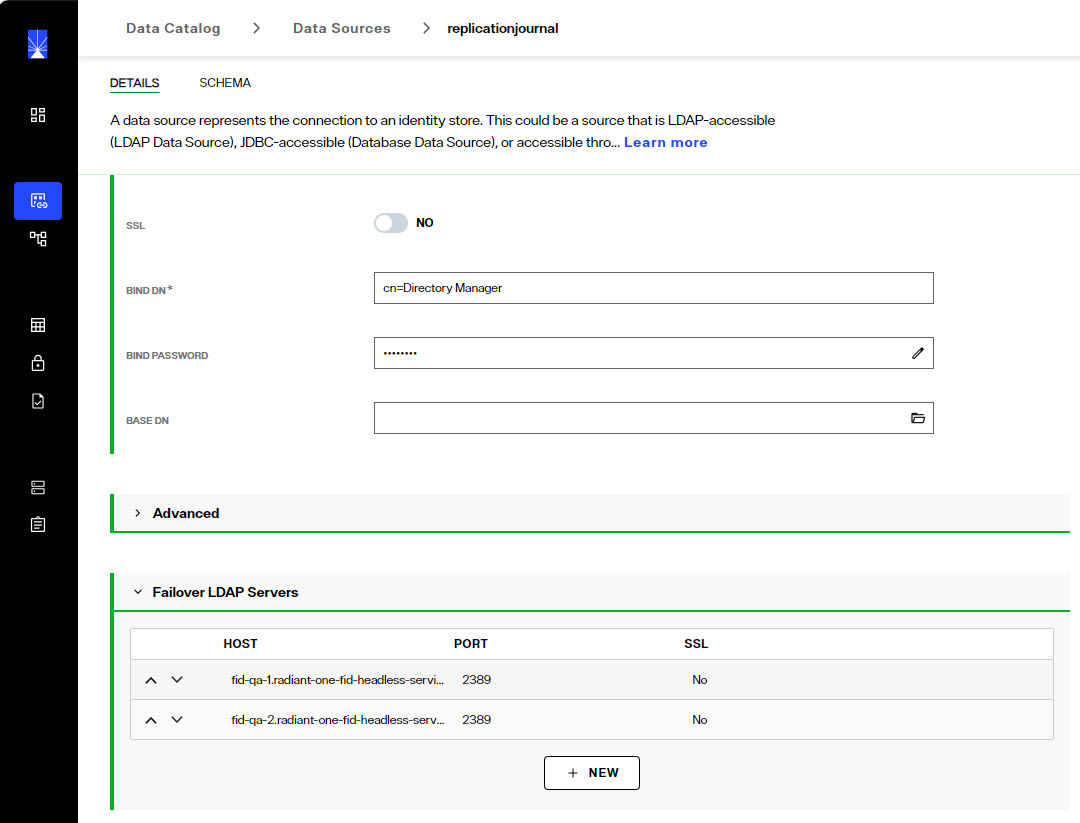 Data Catalog > Data Sources > replicationjournal
DETAILS SCHEMA
A data source represents the connection to an identity store. This could be a source that is LDAP-accessible
(LDAP Data Source), JDBC-accessible (Database Data Source), or accessible thro... Learn more
SSL NO
BIND DN * cn=Directory Manager
BIND PASSWORD ••••••••
BASE DN
Advanced
Failover LDAP Servers
HOST PORT SSL
fid-qa-1.radiant-one-fid-headless-servi... 2389 No
fid-qa-2.radiant-one-fid-headless-serv... 2389 No
+ NEW